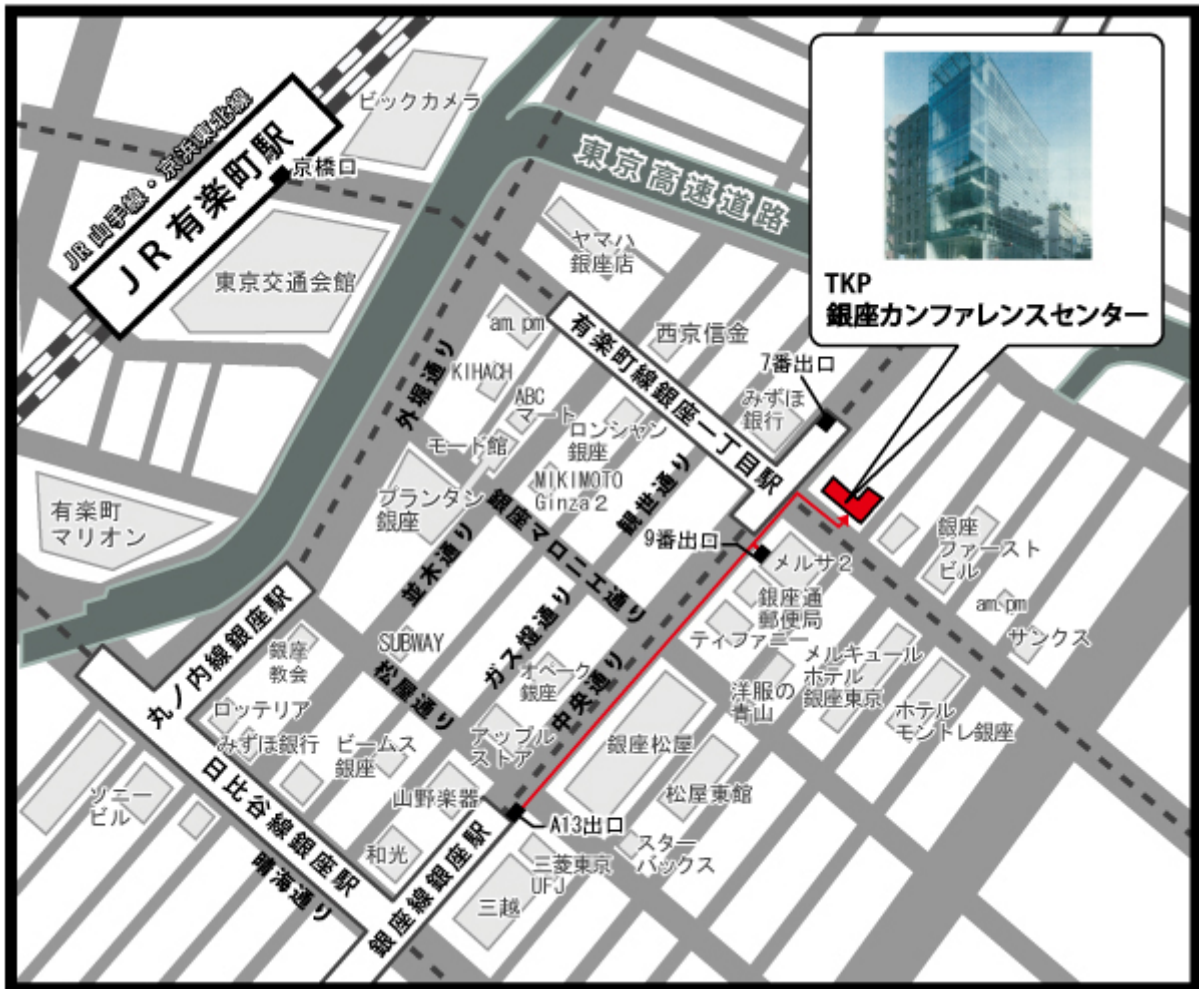 JR山手線・京浜東北線
JR有楽町駅
京橋口
ビックカメラ
東京交通会館
東京高速道路
TKP
銀座カンファレンスセンター
ヤマハ
銀座店
am.pm
KIHACH
ABC
マート
モード館
外堀通り
有楽町線銀座一丁目駅
西京信金
7番出口
みずほ
銀行
ロンシャン
銀座
MIKIMOTO
Ginza2
観世通り
プランタン
銀座
銀座マロニエ通り
並木通り
有楽町
マリオン
9番出口
メルサ2
銀座
ファースト
ビル
am.pm
サンクス
銀座通
郵便局
ティファニー
メルキュール
ホテル
銀座東京
洋服の
青山
ホテル
モントレ銀座
丸ノ内線銀座駅
銀座
教会
SUBWAY
松屋通り
ガス燈通り
オペーク
銀座
中央通り
アップル
ストア
銀座松屋
松屋東館
ロッテリア
みずほ銀行
ビームス
銀座
山野楽器
A13出口
ソニー
ビル
日比谷線銀座駅
和光
晴海通り
銀座線銀座駅
三越
三菱東京
UFJ
スター
バックス